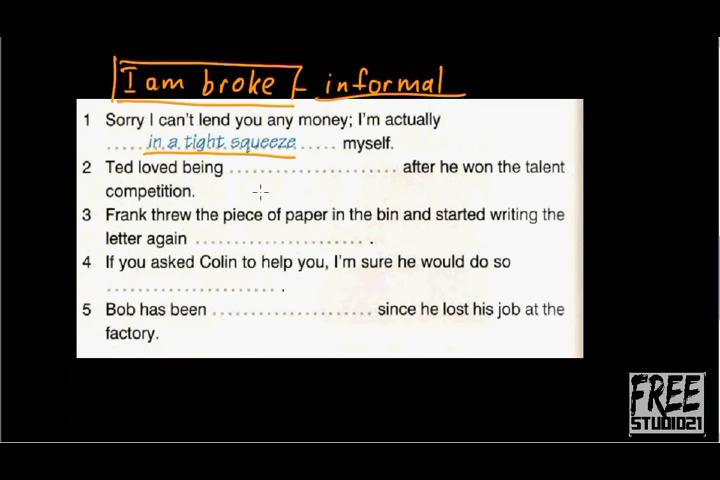 I am broke - informal
1 Sorry I can't lend you any money; I'm actually
..... in a tight squeeze ..... myself.
2 Ted loved being ........................ after he won the talent
competition.
3 Frank threw the piece of paper in the bin and started writing the
letter again ........................ .
4 If you asked Colin to help you, I'm sure he would do so
........................ .
5 Bob has been ....................... since he lost his job at the
factory.
FREE
STUDIO21